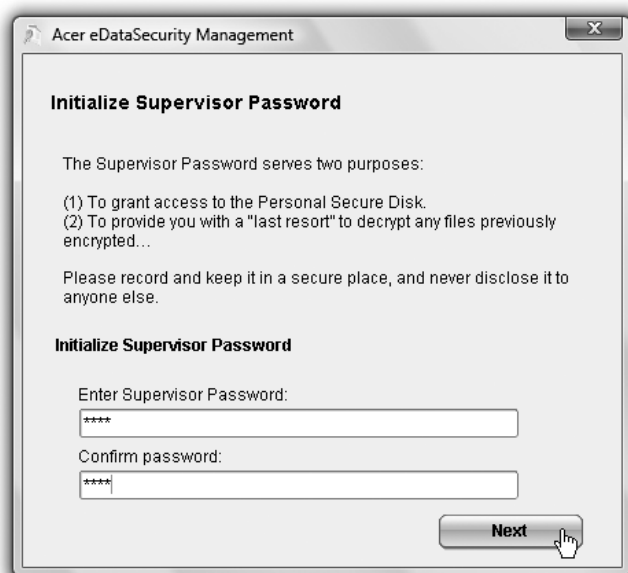 Acer eDataSecurity Management
Initialize Supervisor Password
The Supervisor Password serves two purposes:
(1) To grant access to the Personal Secure Disk.
(2) To provide you with a "last resort" to decrypt any files previously
encrypted...
Please record and keep it in a secure place, and never disclose it to
anyone else.
Initialize Supervisor Password
Enter Supervisor Password:
****
Confirm password:
****
Next